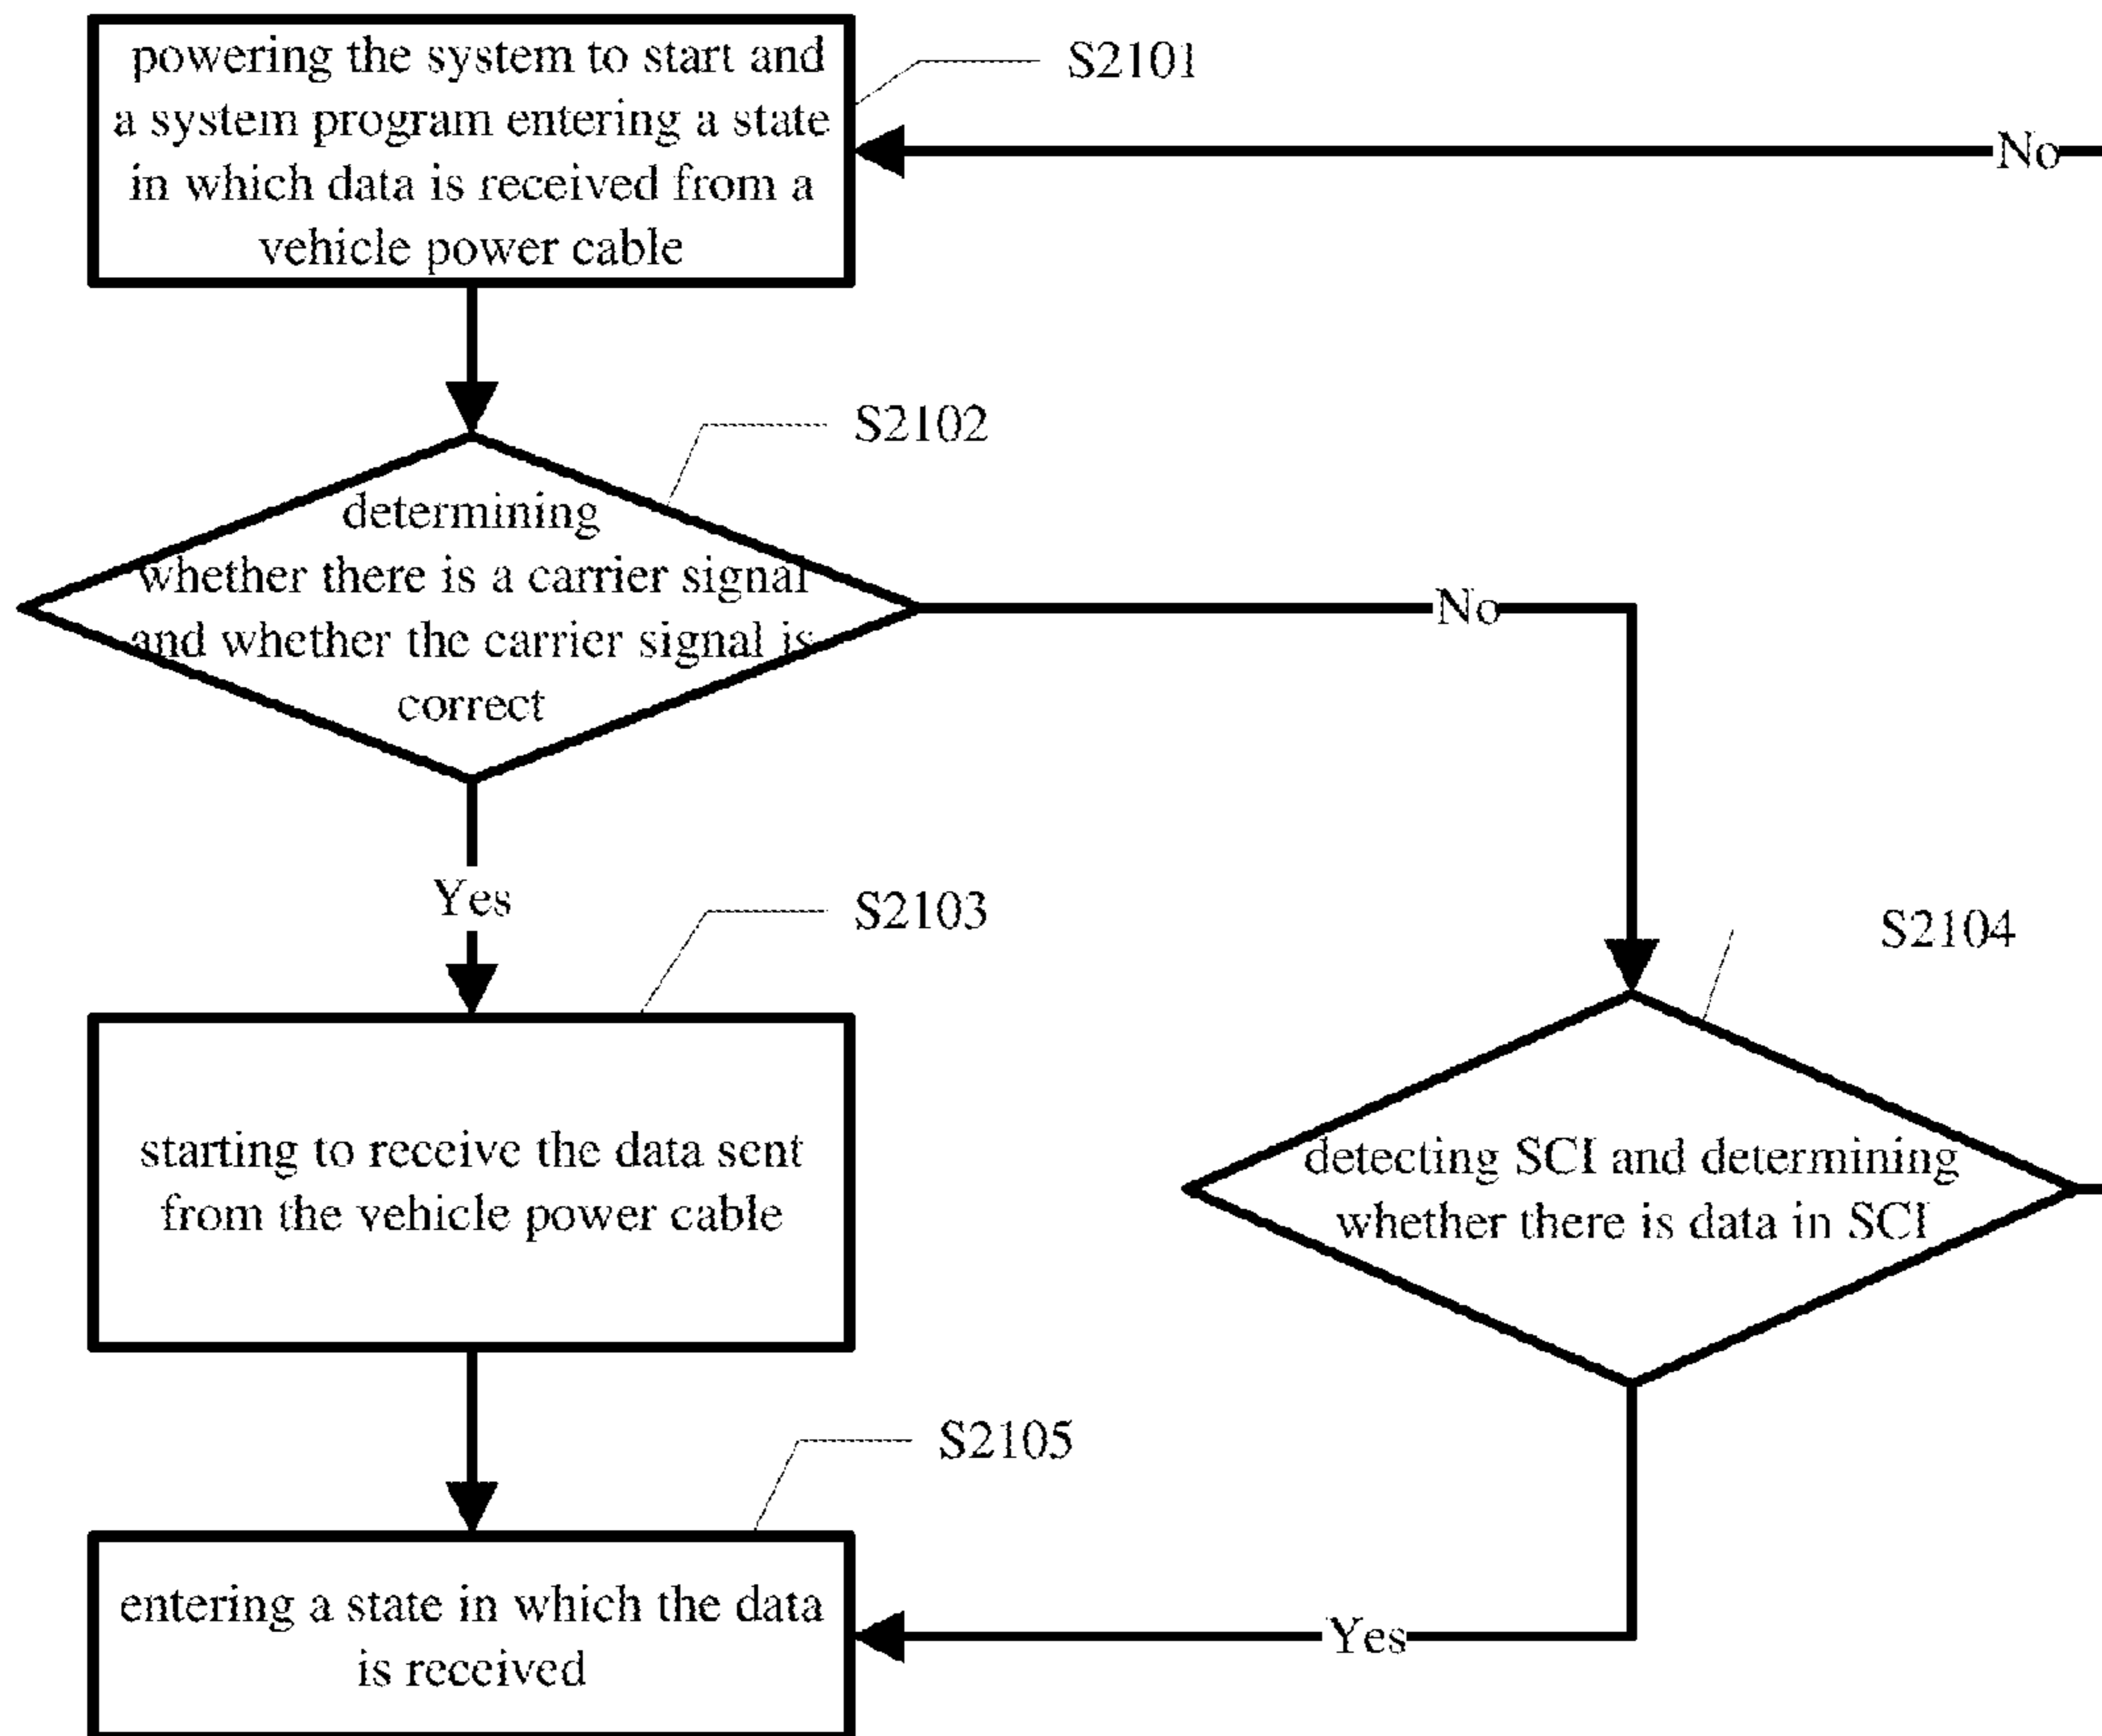 powering the system to start and
a system program entering a state
in which data is received from a
vehicle power cable
S2101
No
S2102
determining
whether there is a carrier signal
and whether the carrier signal is
correct
No
Yes
S2103
S2104
starting to receive the data sent
from the vehicle power cable
detecting SCI and determining
whether there is data in SCI
S2105
entering a state in which the data
is received
Yes